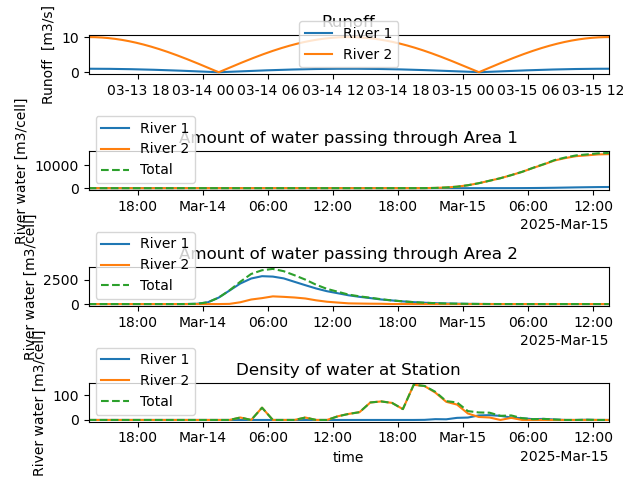 Runoff
Runoff [m3/s]
10
0
River 1
River 2
03-13 18 03-14 00 03-14 06 03-14 12 03-14 18 03-15 00 03-15 06 03-15 12
Amount of water passing through Area 1
River water [m3/cell]
10000
0
River 1
River 2
Total
18:00 Mar-14 06:00 12:00 18:00 Mar-15 06:00 12:00
2025-Mar-15
Amount of water passing through Area 2
River water [m3/cell]
2500
0
River 1
River 2
Total
18:00 Mar-14 06:00 12:00 18:00 Mar-15 06:00 12:00
2025-Mar-15
Density of water at Station
River water [m3/cell]
100
0
River 1
River 2
Total
18:00 Mar-14 06:00 12:00 18:00 Mar-15 06:00 12:00
time
2025-Mar-15